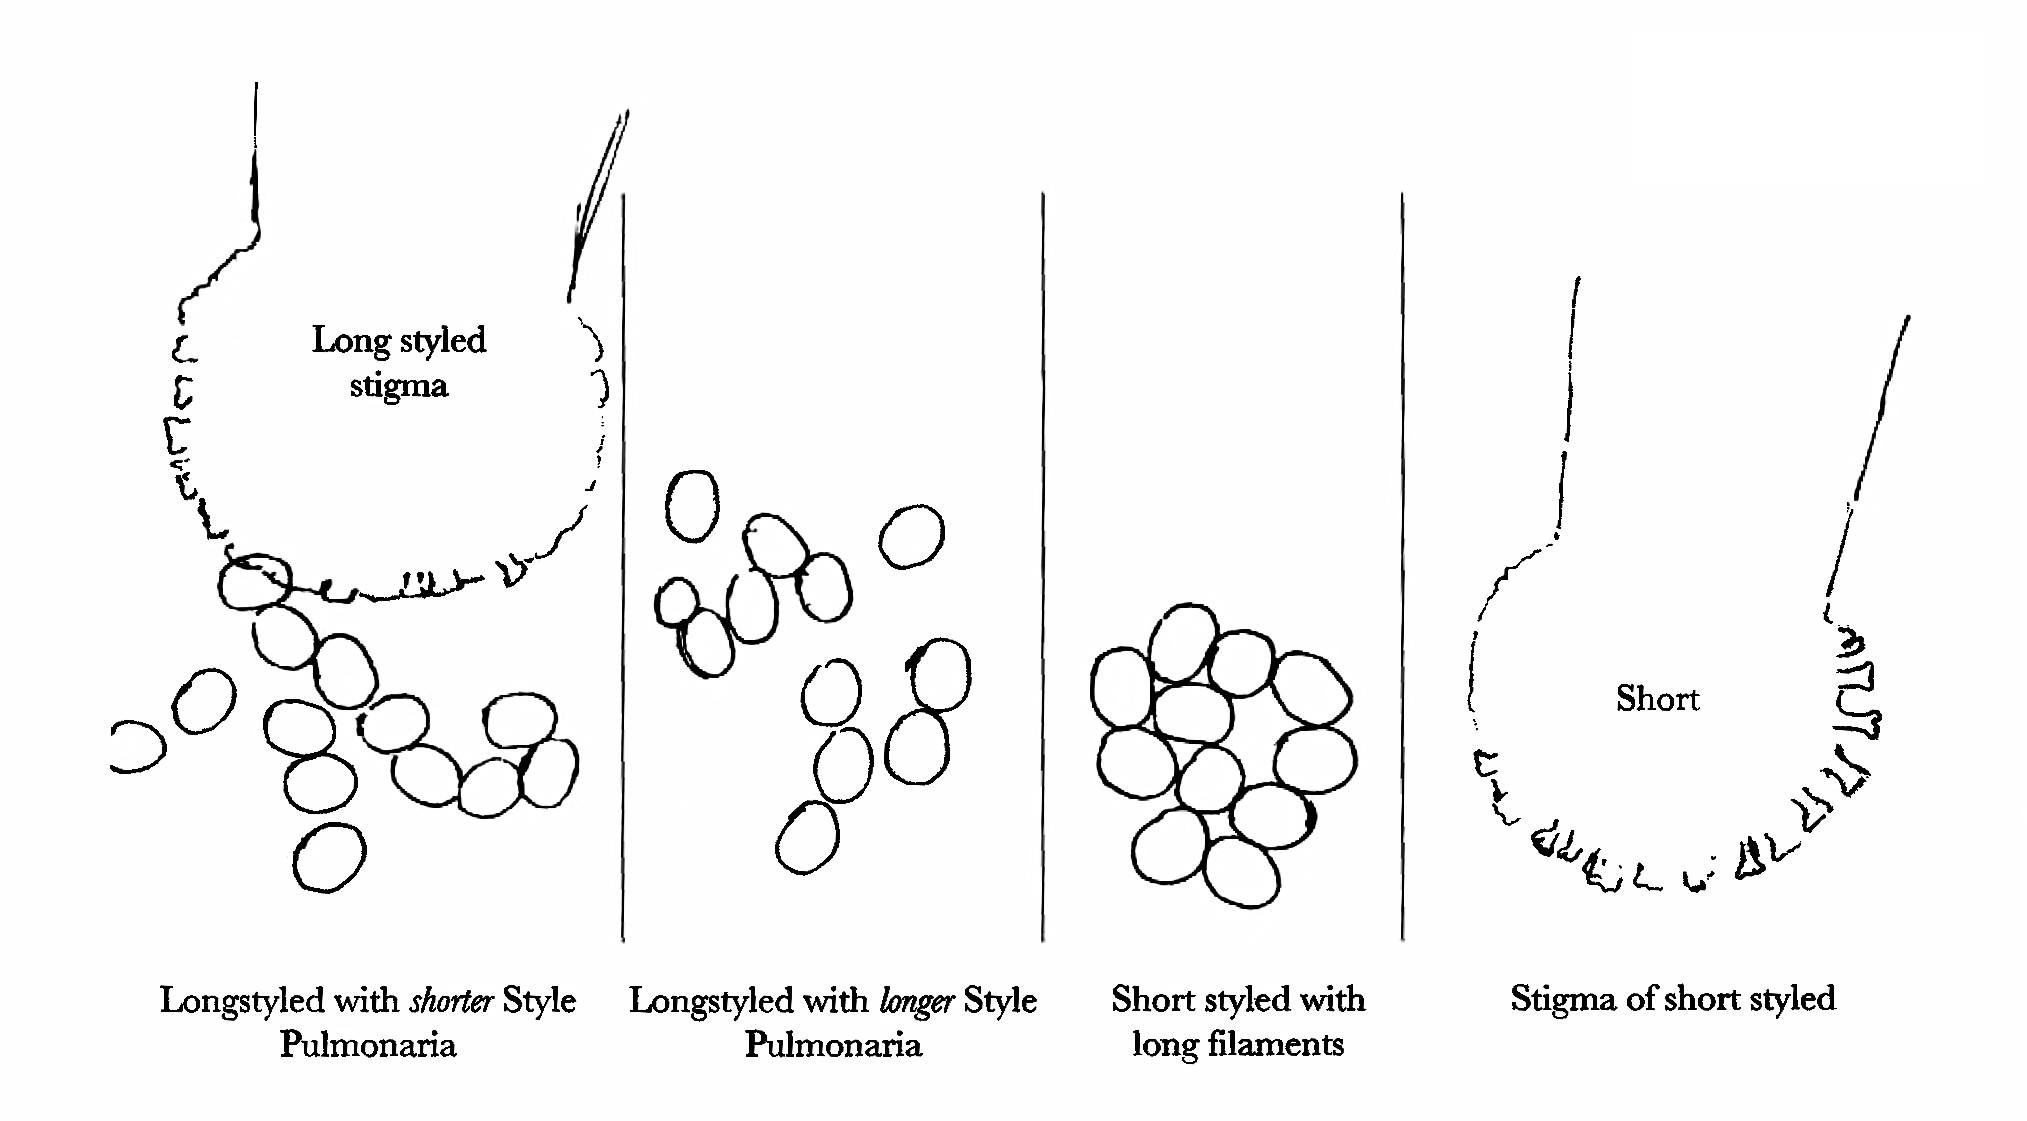 Long styled
stigma
Short
Longstyled with shorter Style
Pulmonaria
Longstyled with longer Style
Pulmonaria
Short styled with
long filaments
Stigma of short styled